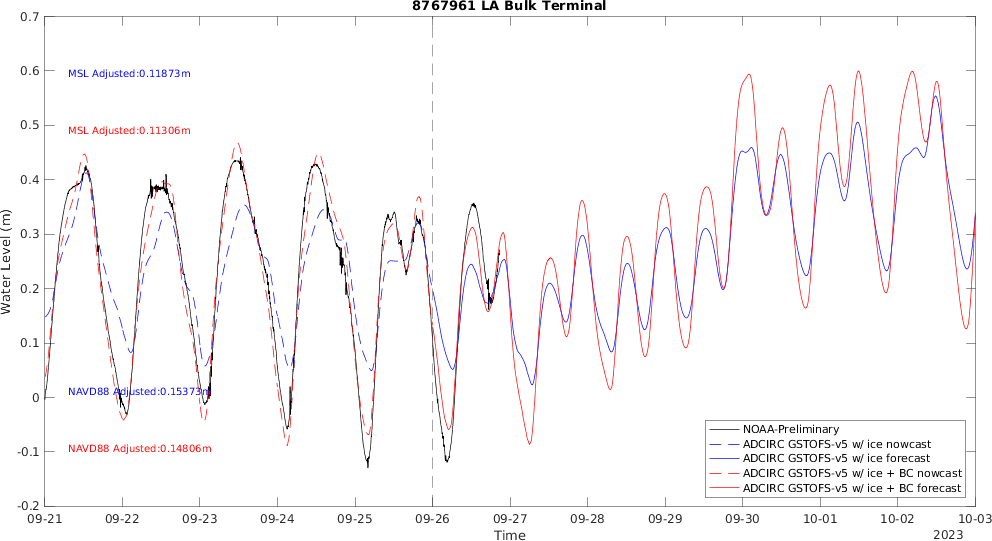 8767961 LA Bulk Terminal
0.7
0.6
0.5
0.4
0.3
0.2
0.1
0
-0.1
-0.2
Water Level (m)
MSL Adjusted:0.11873m
MSL Adjusted:0.11306m
NAVD88 Adjusted:0.15373m
NAVD88 Adjusted:0.14806m
NOAA-Preliminary
ADCIRC GSTOFS-v5 w/ ice nowcast
ADCIRC GSTOFS-v5 w/ ice forecast
ADCIRC GSTOFS-v5 w/ ice + BC nowcast
ADCIRC GSTOFS-v5 w/ ice + BC forecast
09-21 09-22 09-23 09-24 09-25 09-26 09-27 09-28 09-29 09-30 10-01 10-02 10-03
Time
2023